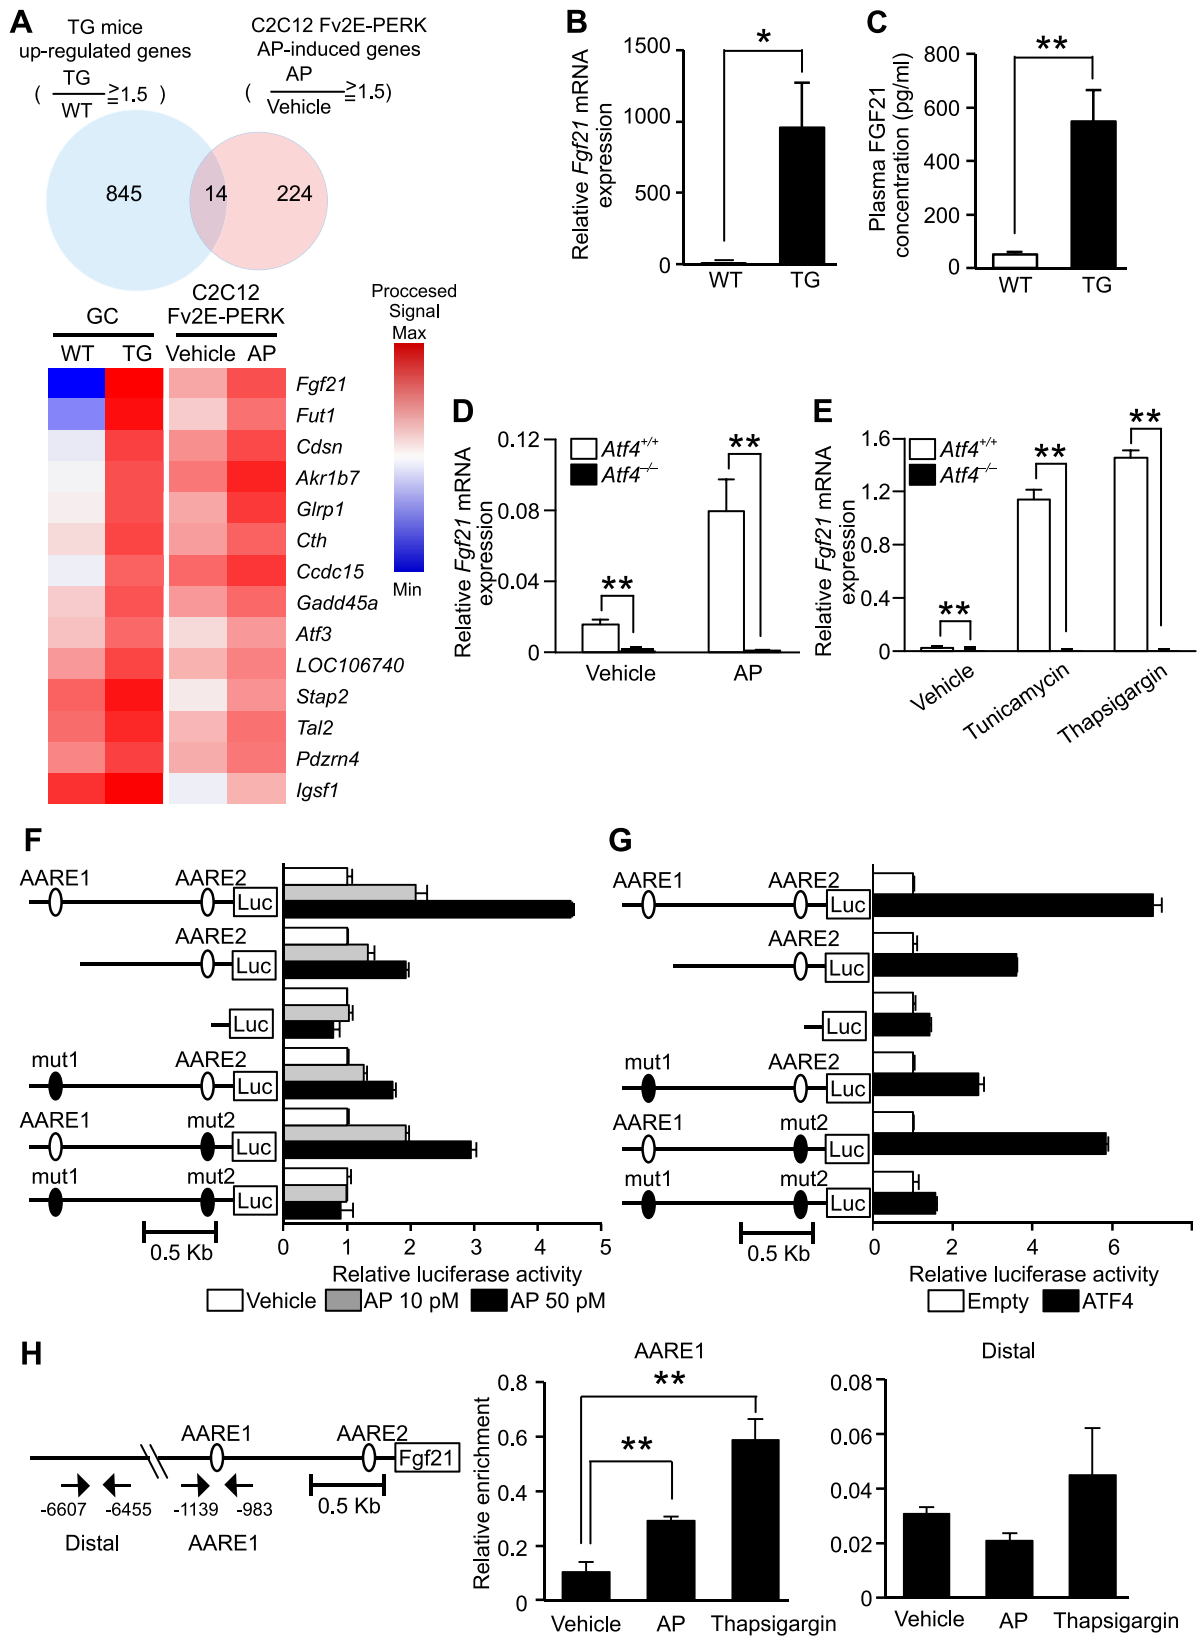 A
TG mice
up-regulated genes
( TG / WT ≧1.5 )
C2C12 Fv2E-PERK
AP-induced genes
( AP / Vehicle ≧1.5)
845
14
224
GC
C2C12
Fv2E-PERK
WT
TG
Vehicle
AP
Proccesed
Signal
Max
Min
Fgf21
Fut1
Cdsn
Akr1b7
Glrp1
Cth
Ccdc15
Gadd45a
Atf3
LOC106740
Stap2
Tal2
Pdzrn4
Igsf1
B
Relative Fgf21 mRNA
expression
1500
1000
500
0
*
WT
TG
C
Plasma FGF21
concentration (pg/ml)
800
600
400
200
0
**
WT
TG
D
Relative Fgf21 mRNA
expression
0.12
0.08
0.04
0
Atf4+/+
Atf4−/−
**
**
Vehicle
AP
E
Relative Fgf21 mRNA
expression
1.6
1.2
0.8
0.4
0
Atf4+/+
Atf4−/−
**
**
**
Vehicle
Tunicamycin
Thapsigargin
F
AARE1
AARE2
Luc
AARE2
Luc
Luc
mut1
AARE2
Luc
AARE1
mut2
Luc
mut1
mut2
Luc
0.5 Kb
0 1 2 3 4 5
Relative luciferase activity
Vehicle AP 10 pM AP 50 pM
G
AARE1
AARE2
Luc
AARE2
Luc
Luc
mut1
AARE2
Luc
AARE1
mut2
Luc
mut1
mut2
Luc
0.5 Kb
0 2 4 6
Relative luciferase activity
Empty ATF4
H
AARE1
AARE2
Fgf21
-6607
-6455
-1139
-983
0.5 Kb
Distal
AARE1
AARE1
Relative enrichment
0.8
0.6
0.4
0.2
0
**
**
Vehicle
AP
Thapsigargin
Distal
0.08
0.06
0.04
0.02
0
Vehicle
AP
Thapsigargin